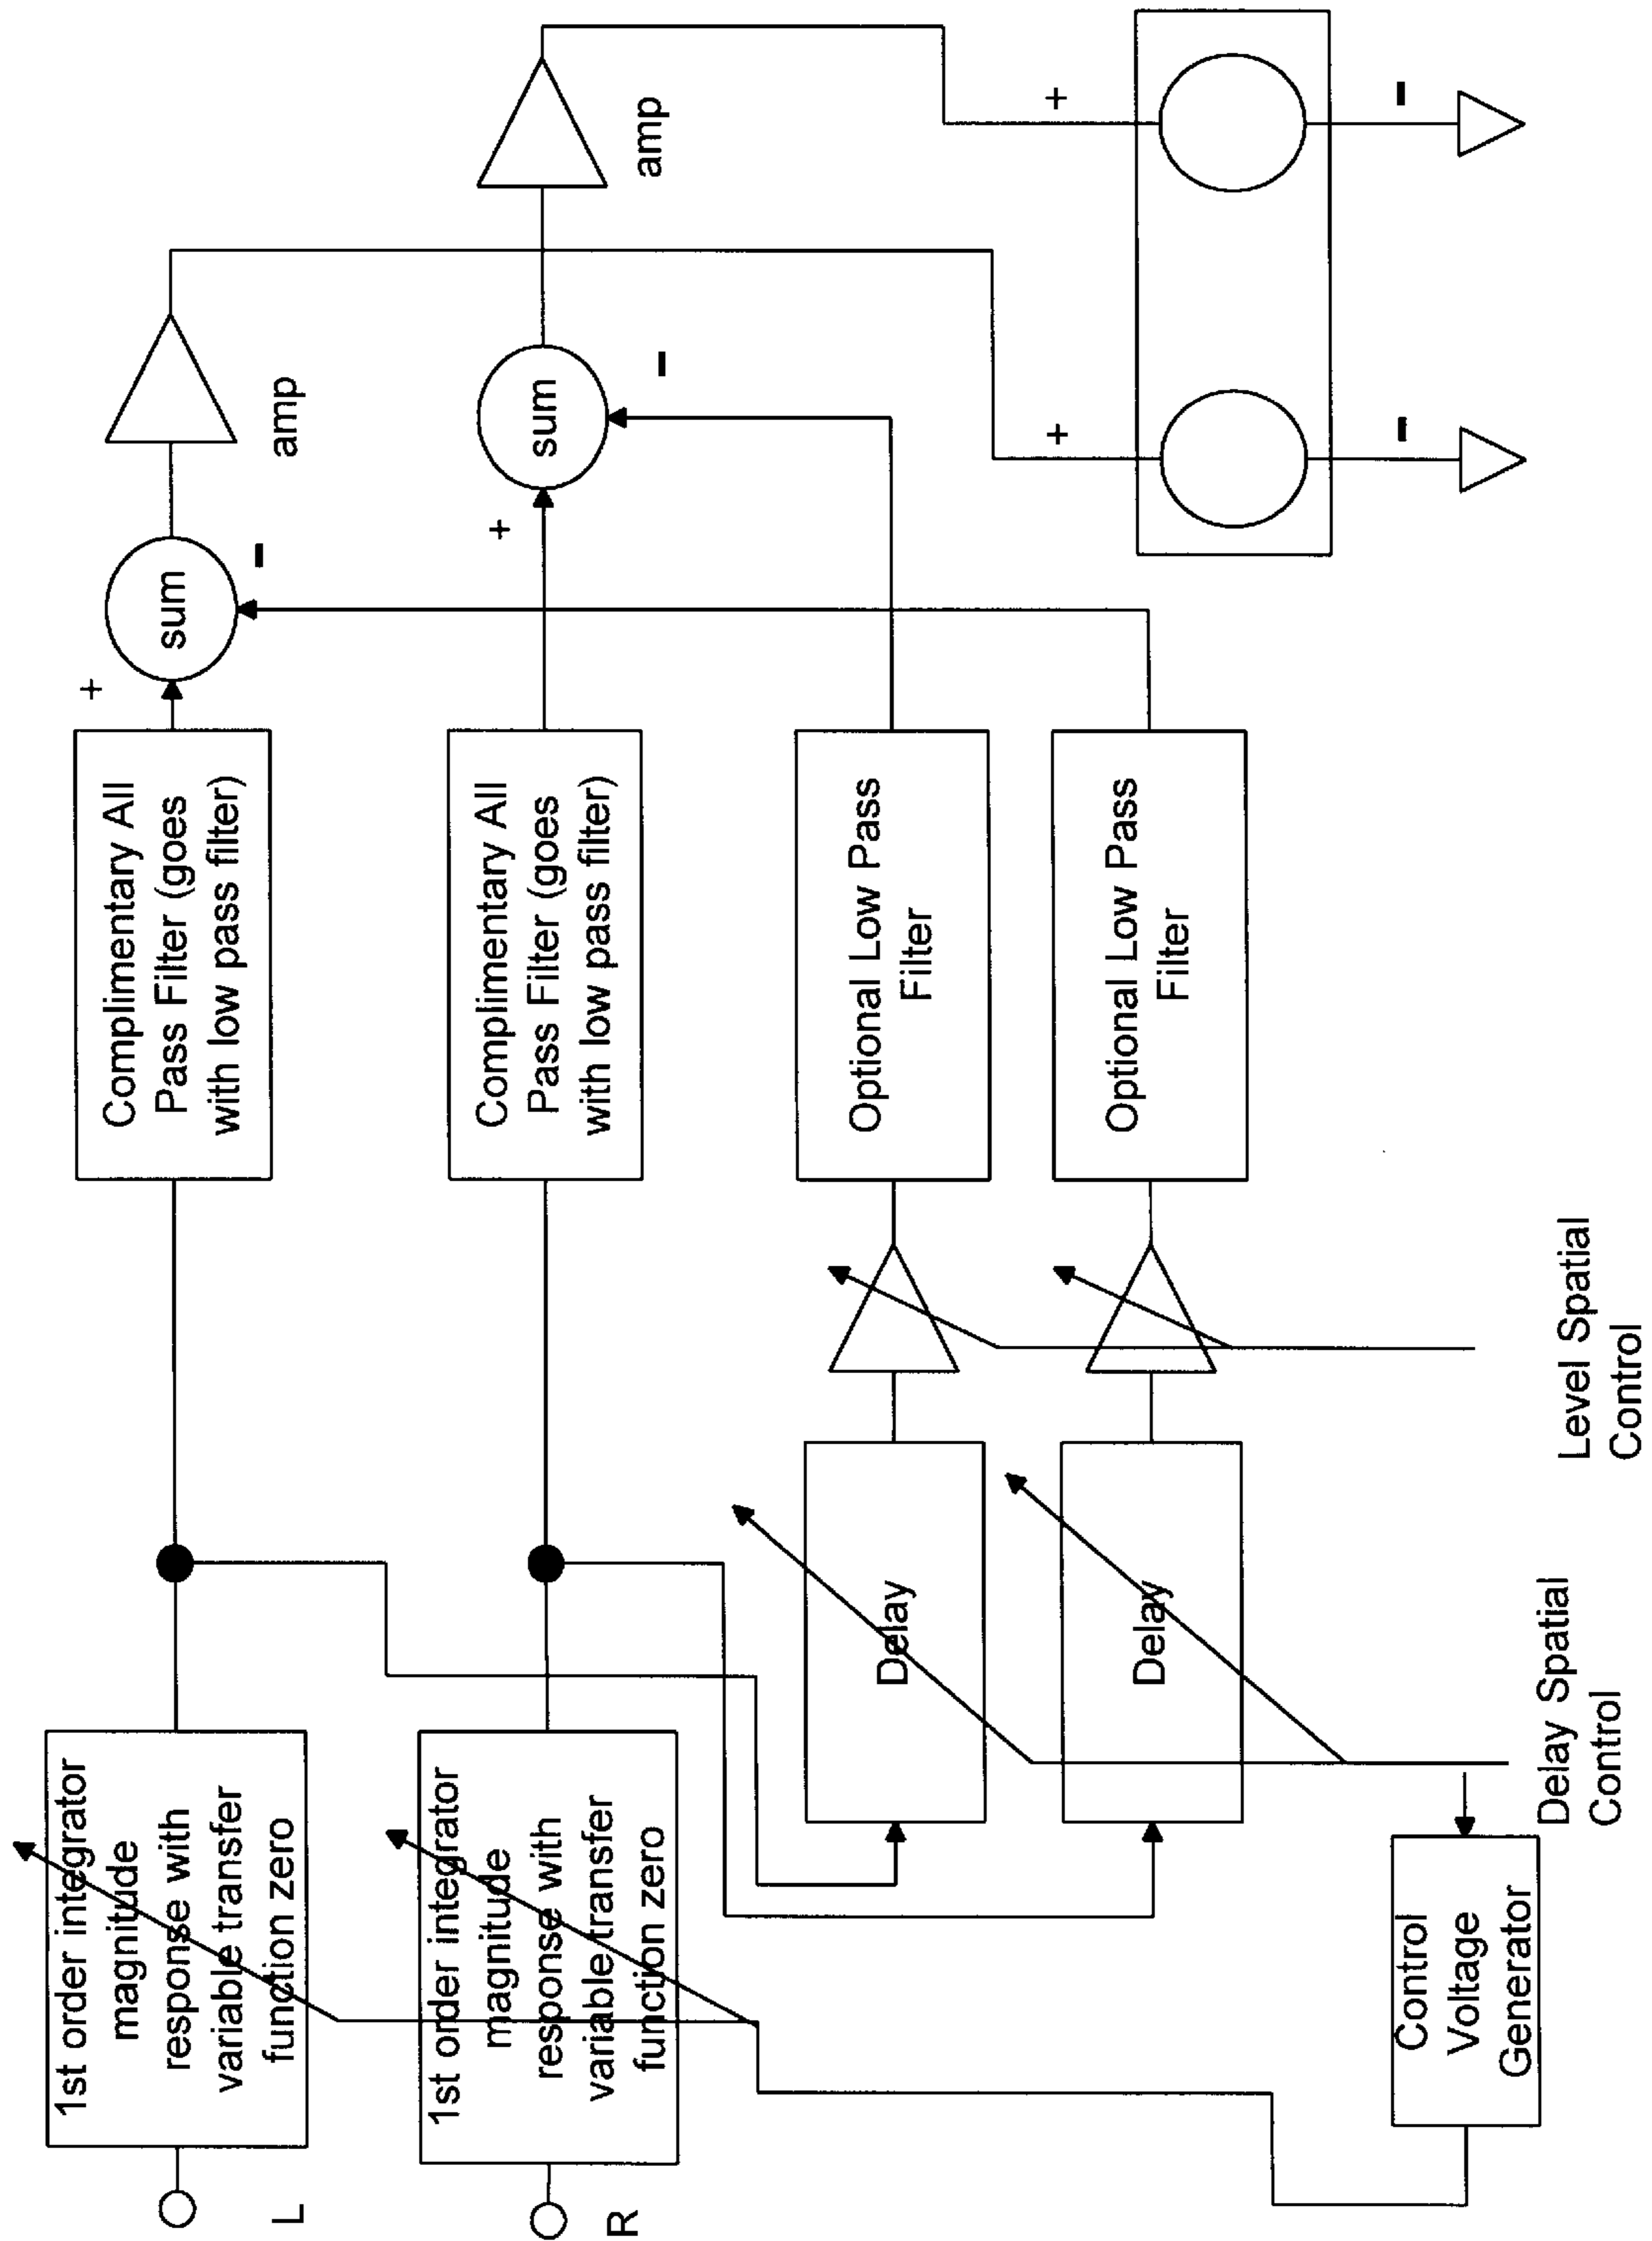 L
1st order integrator
magnitude
response with
variable transfer
function zero
Complimentary All
Pass Filter (goes
with low pass filter)
+
sum
-
amp
R
1st order integrator
magnitude
response with
variable transfer
function zero
Complimentary All
Pass Filter (goes
with low pass filter)
+
sum
-
amp
Delay
Optional Low Pass
Filter
Delay
Optional Low Pass
Filter
+
+
-
-
Control
Voltage
Generator
Delay Spatial
Control
Level Spatial
Control